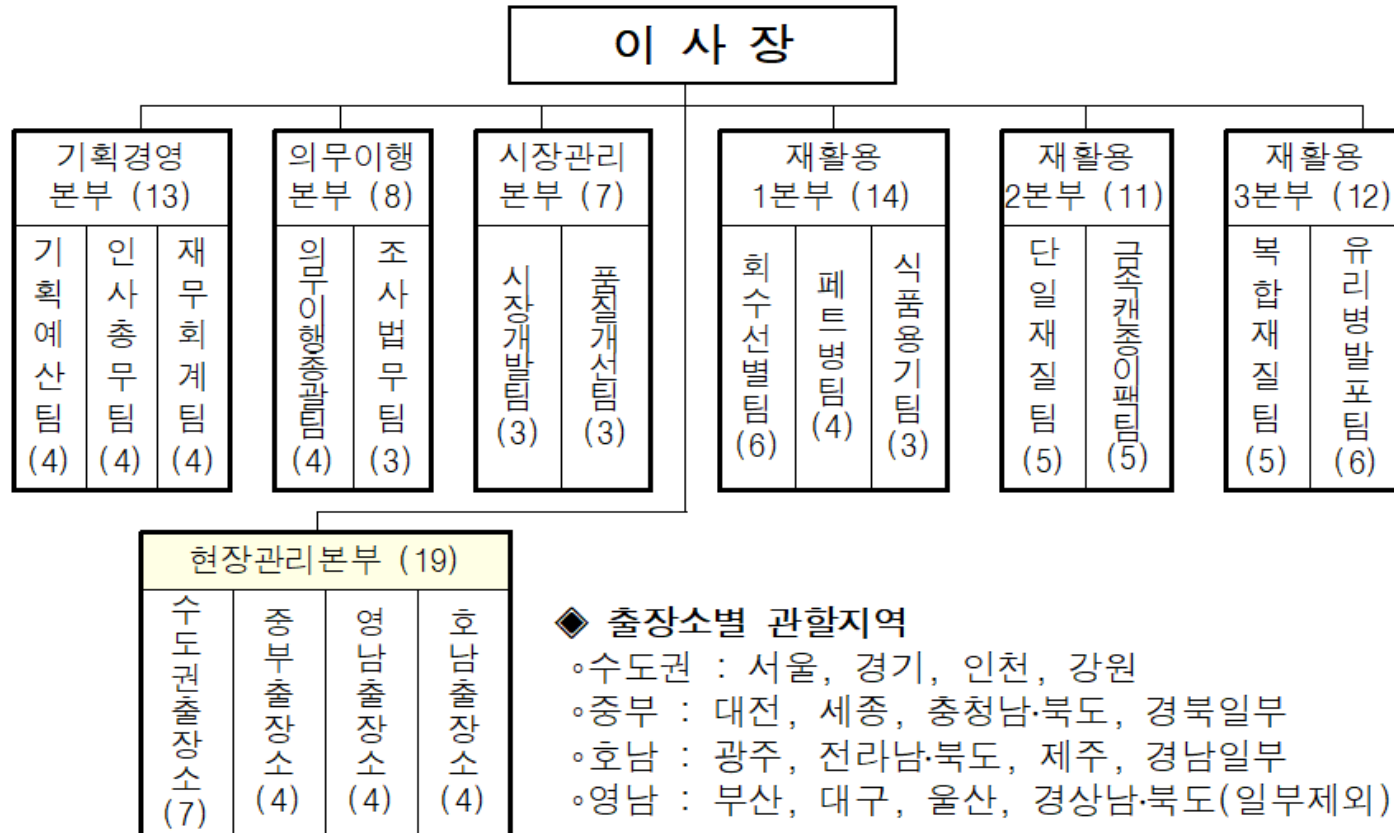 이 사 장
기획경영
본부 (13)
기획예산팀 (4)
인사총무팀 (4)
재무회계팀 (4)
의무이행
본부 (8)
의무이행총괄팀 (4)
조사법무팀 (3)
시장관리
본부 (7)
시장개발팀 (3)
품질개선팀 (3)
재활용
1본부 (14)
회수선별팀 (6)
페트병팀 (4)
식품용기팀 (3)
재활용
2본부 (11)
단일재질팀 (5)
금속캔종이팩팀 (5)
재활용
3본부 (12)
복합재질팀 (5)
유리병발포팀 (6)
현장관리본부 (19)
수도권출장소 (7)
중부출장소 (4)
영남출장소 (4)
호남출장소 (4)
◈ 출장소별 관할지역
∘수도권 : 서울, 경기, 인천, 강원
∘중부 : 대전, 세종, 충청남·북도, 경북일부
∘호남 : 광주, 전라남·북도, 제주, 경남일부
∘영남 : 부산, 대구, 울산, 경상남·북도(일부제외)